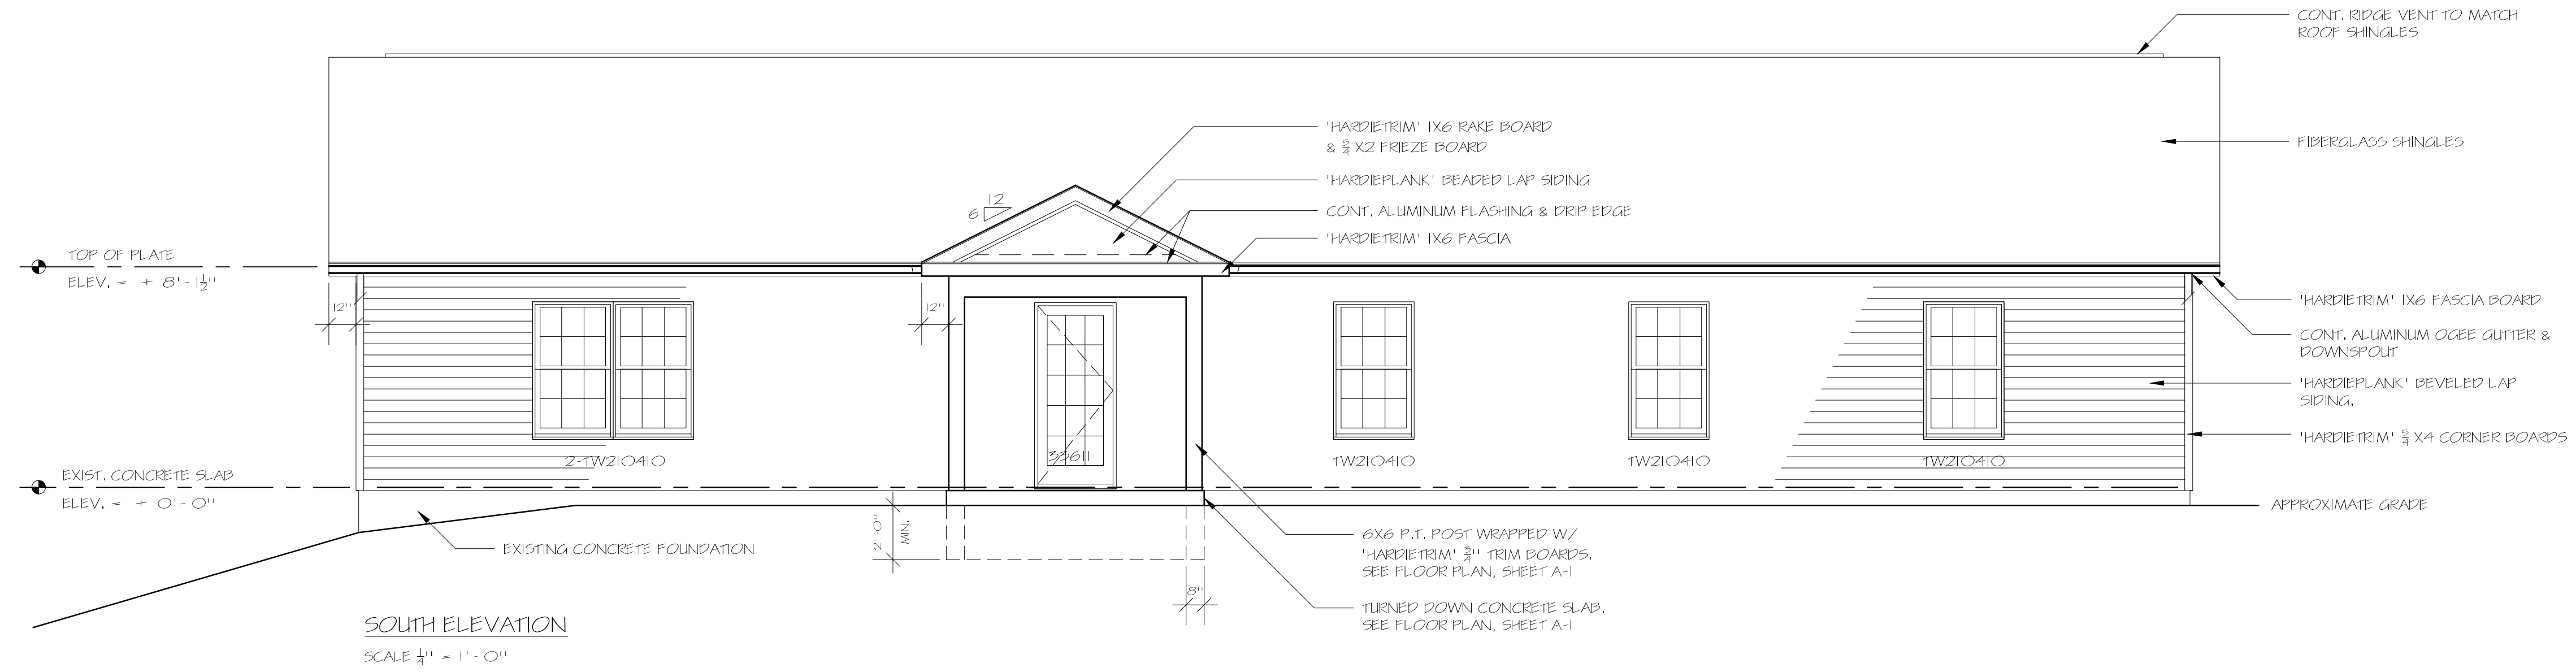 CONT. RIDGE VENT TO MATCH
ROOF SHINGLES
'HARDIETRIM' 1X6 RAKE BOARD
& 5/4 X2 FRIEZE BOARD
FIBERGLASS SHINGLES
'HARDIEPLANK' BEADED LAP SIDING
12
6
CONT. ALUMINUM FLASHING & DRIP EDGE
'HARDIETRIM' 1X6 FASCIA
TOP OF PLATE
ELEV. = + 8'-1 1/2"
12"
12"
'HARDIETRIM' 1X6 FASCIA BOARD
CONT. ALUMINUM OGEE GUTTER &
DOWNSPOUT
'HARDIEPLANK' BEVELED LAP
SIDING.
'HARDIETRIM' 5/4 X4 CORNER BOARDS
2-TW210410
33611
TW210410
TW210410
TW210410
EXIST. CONCRETE SLAB
ELEV. = + 0'-0"
APPROXIMATE GRADE
2'-0"
MIN.
EXISTING CONCRETE FOUNDATION
6X6 P.T. POST WRAPPED W/
'HARDIETRIM' 3/4" TRIM BOARDS.
SEE FLOOR PLAN, SHEET A-1
8"
TURNED DOWN CONCRETE SLAB.
SEE FLOOR PLAN, SHEET A-1
SOUTH ELEVATION
SCALE 1/4" = 1'-0"